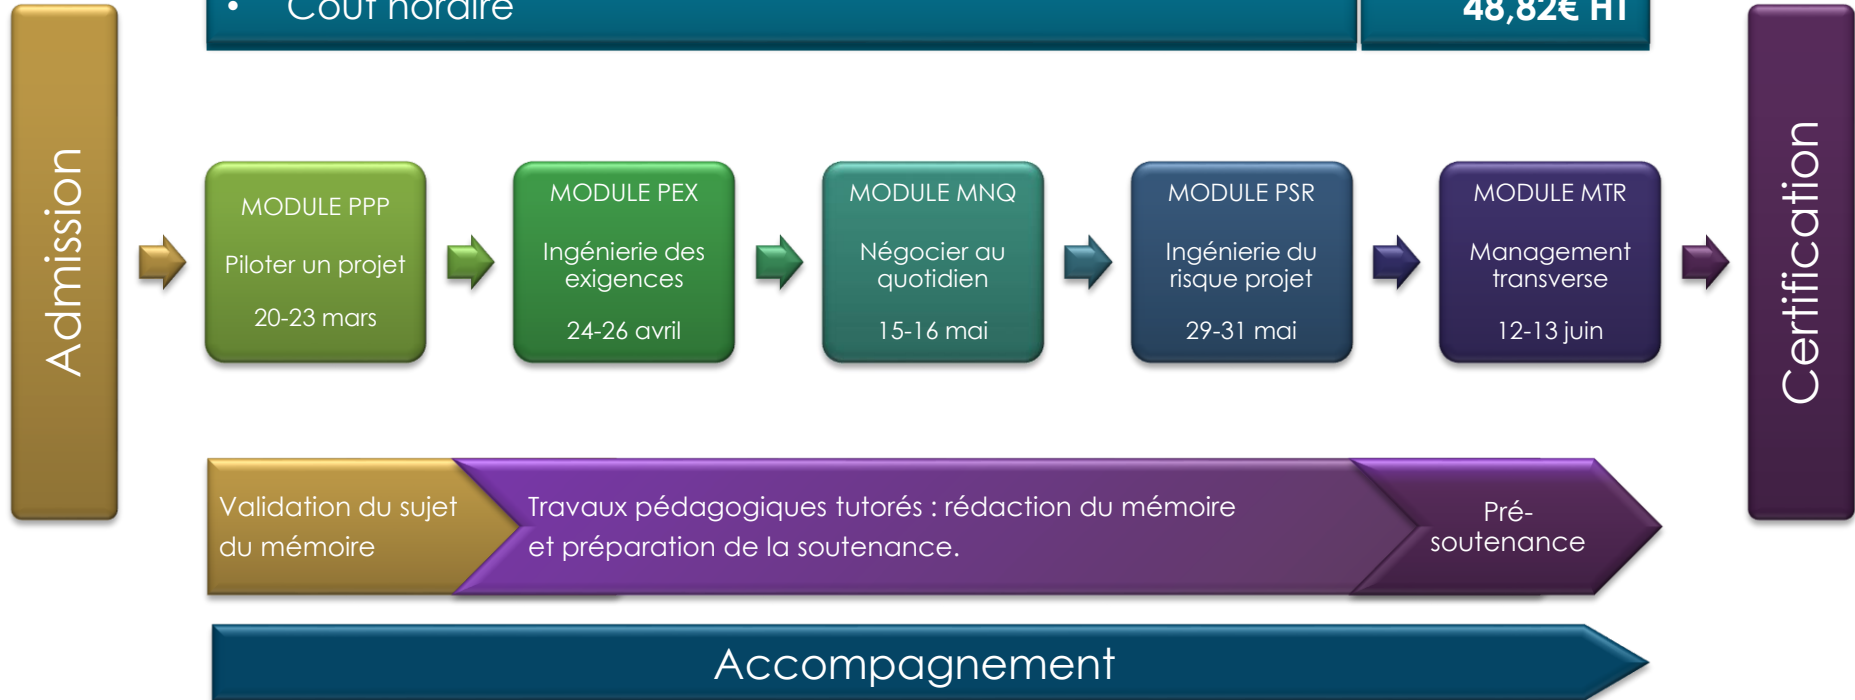 • Coût horaire
48,82€ HT
Admission
MODULE PPP
Piloter un projet
20-23 mars
MODULE PEX
Ingénierie des
exigences
24-26 avril
MODULE MNQ
Négocier au
quotidien
15-16 mai
MODULE PSR
Ingénierie du
risque projet
29-31 mai
MODULE MTR
Management
transverse
12-13 juin
Certification
Validation du sujet
du mémoire
Travaux pédagogiques tutorés : rédaction du mémoire
et préparation de la soutenance.
Pré-
soutenance
Accompagnement